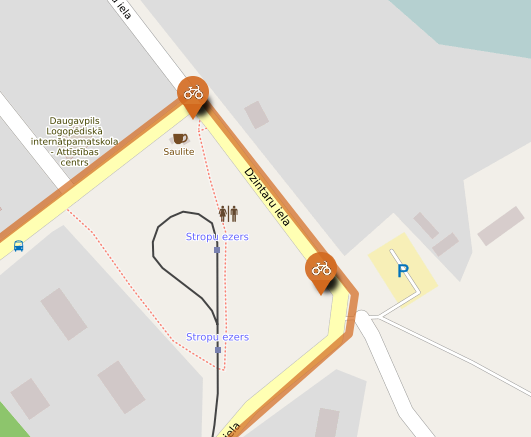 iela
Daugavpils
Logopēdiskā
internātpamatskola
- Attīstības
centrs
Saulīte
Dzintaru iela
Stropu ezers
P
Stropu ezers
iela